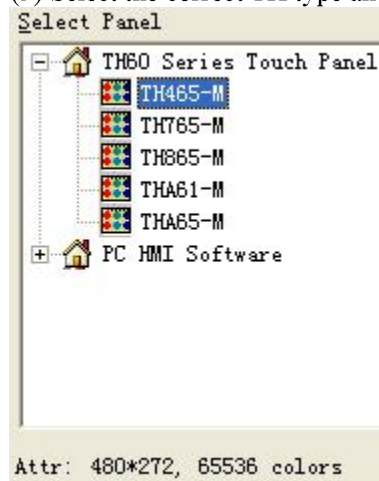 Select Panel
TH60 Series Touch Panel
TH465-M
TH765-M
TH865-M
THA61-M
THA65-M
PC HMI Software
Attr: 480*272, 65536 colors